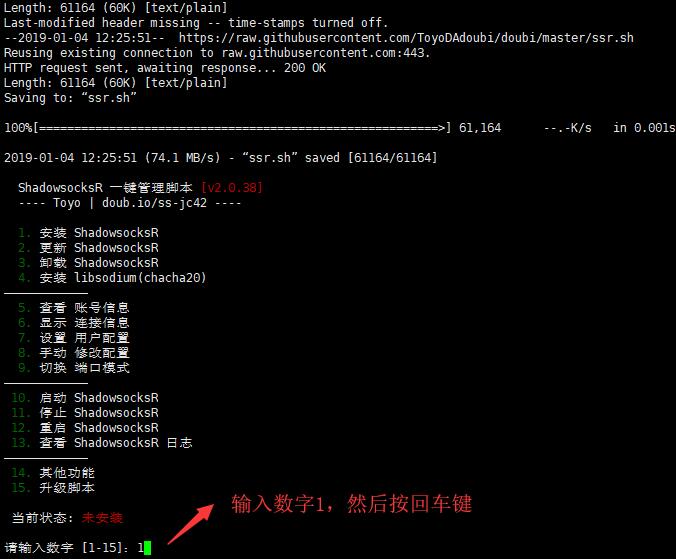 Length: 61164 (60K) [text/plain]
Last-modified header missing -- time-stamps turned off.
--2019-01-04 12:25:51--  https://raw.githubusercontent.com/ToyoDAdoubi/doubi/master/ssr.sh
Reusing existing connection to raw.githubusercontent.com:443.
HTTP request sent, awaiting response... 200 OK
Length: 61164 (60K) [text/plain]
Saving to: “ssr.sh”
100%[=========================================================>] 61,164      --.-K/s   in 0.001s
2019-01-04 12:25:51 (74.1 MB/s) - “ssr.sh” saved [61164/61164]
ShadowsocksR 一键管理脚本 [v2.0.38]
---- Toyo | doub.io/ss-jc42 ----
1. 安装 ShadowsocksR
2. 更新 ShadowsocksR
3. 卸载 ShadowsocksR
4. 安装 libsodium(chacha20)
————————————
5. 查看 账号信息
6. 显示 连接信息
7. 设置 用户配置
8. 手动 修改配置
9. 切换 端口模式
————————————
10. 启动 ShadowsocksR
11. 停止 ShadowsocksR
12. 重启 ShadowsocksR
13. 查看 ShadowsocksR 日志
————————————
14. 其他功能
15. 升级脚本
输入数字1，然后按回车键
当前状态: 未安装
请输入数字 [1-15]：1